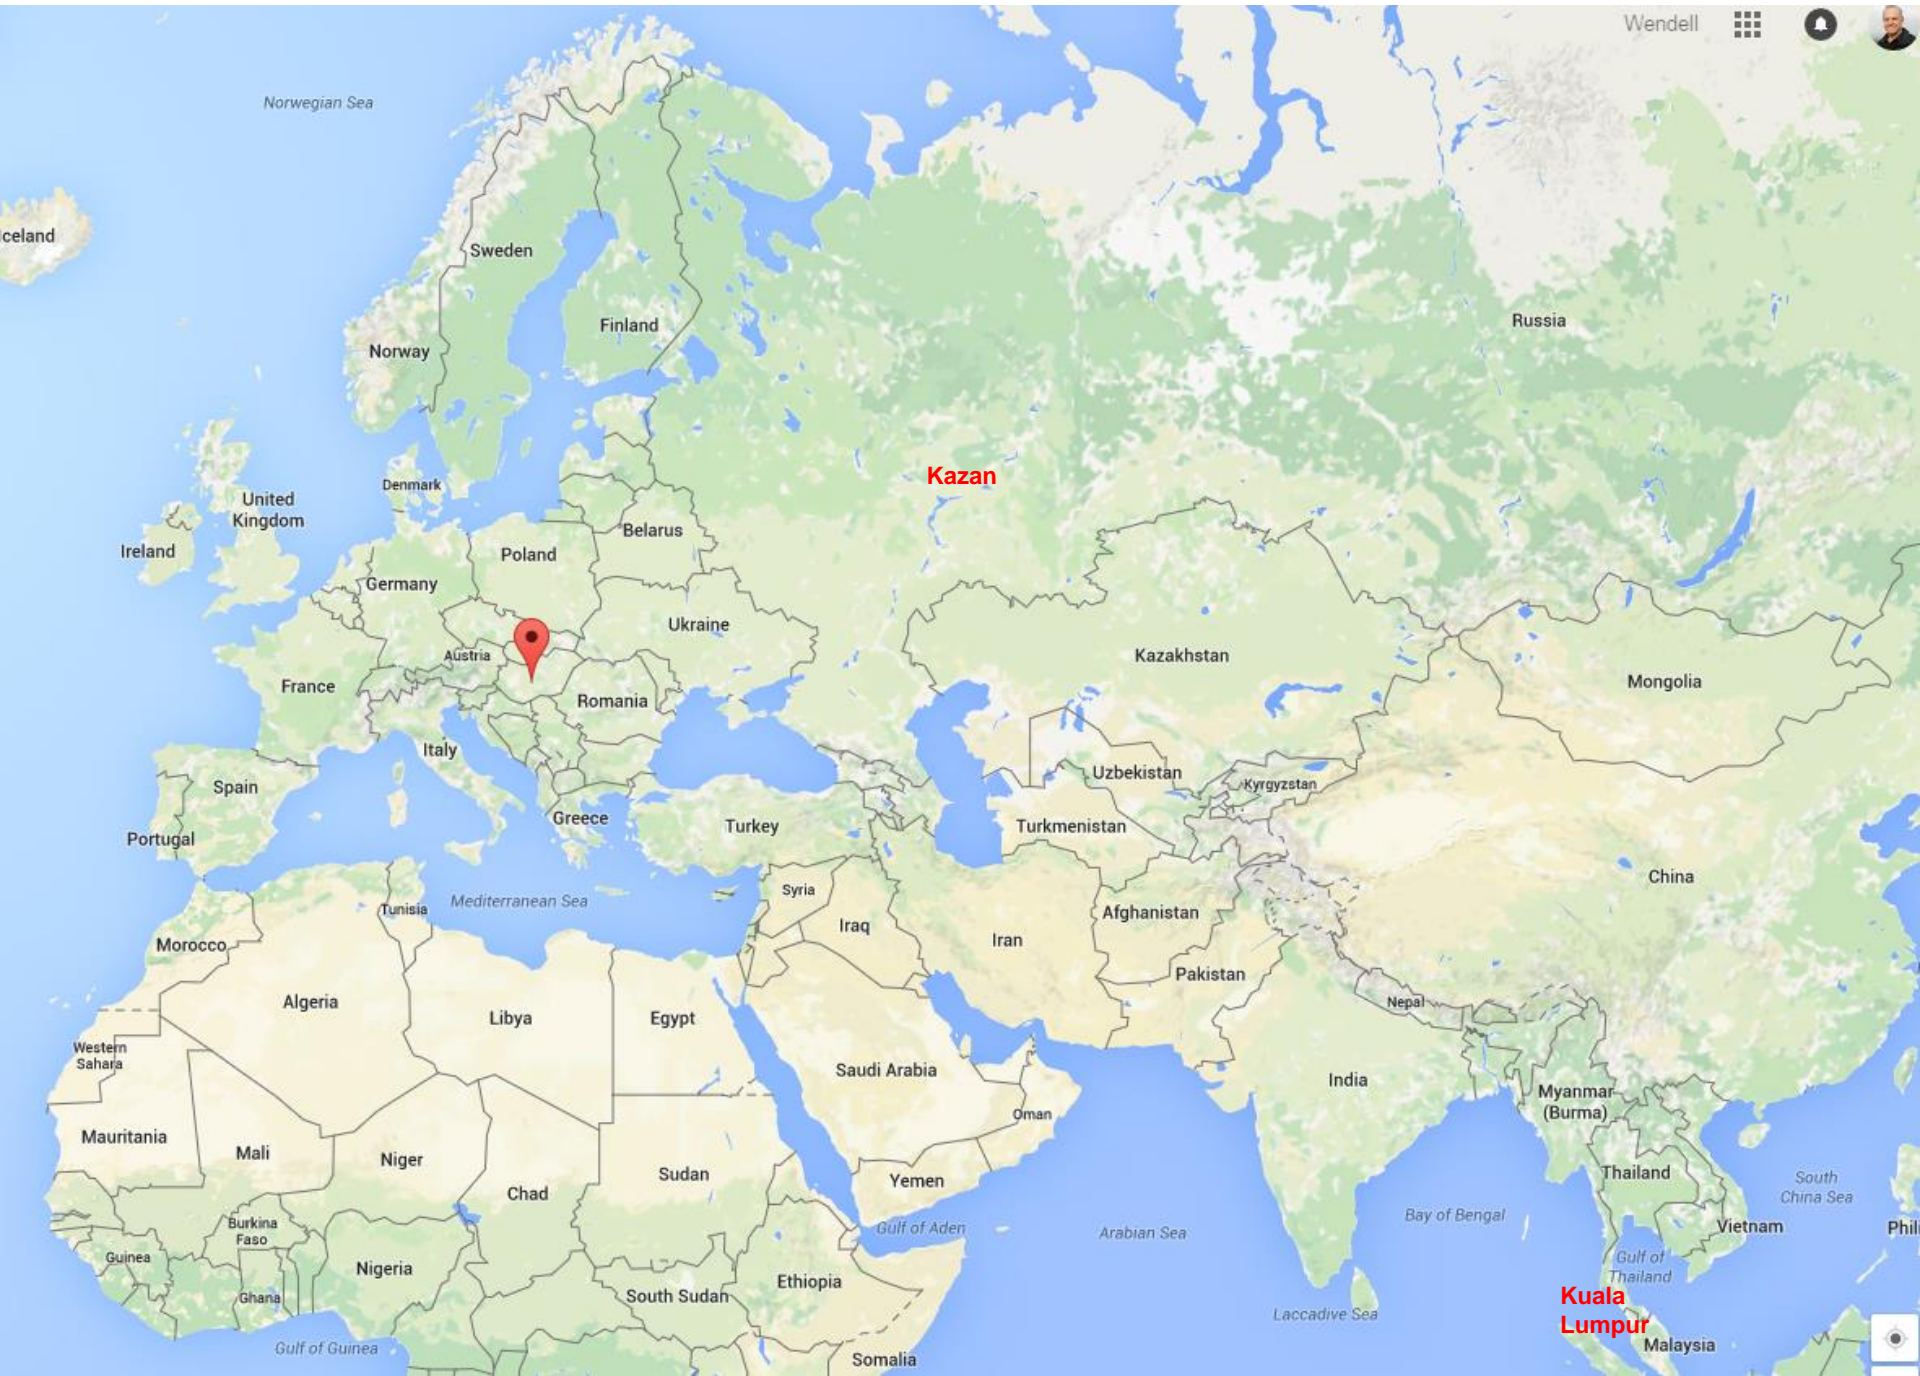 Wendell
Norwegian Sea
Iceland
Sweden
Finland
Norway
Russia
Kazan
Denmark
United
Kingdom
Ireland
Belarus
Poland
Germany
Ukraine
Austria
Kazakhstan
France
Romania
Mongolia
Italy
Uzbekistan
Kyrgyzstan
Spain
Greece
Turkey
Turkmenistan
Portugal
China
Syria
Mediterranean Sea
Tunisia
Afghanistan
Iraq
Iran
Morocco
Pakistan
Algeria
Nepal
Libya
Egypt
Western
Sahara
Saudi Arabia
India
Myanmar
(Burma)
Oman
Mauritania
Mali
Niger
Sudan
Yemen
Thailand
Chad
South
China Sea
Bay of Bengal
Burkina
Faso
Gulf of Aden
Arabian Sea
Vietnam
Phili
Guinea
Gulf of
Thailand
Nigeria
Ethiopia
South Sudan
Ghana
Kuala
Lumpur
Laccadive Sea
Malaysia
Gulf of Guinea
Somalia